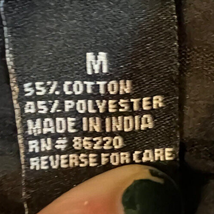 M
55% COTTON
45% POLYESTER
MADE IN INDIA
RN# 86220
REVERSE FOR CARE